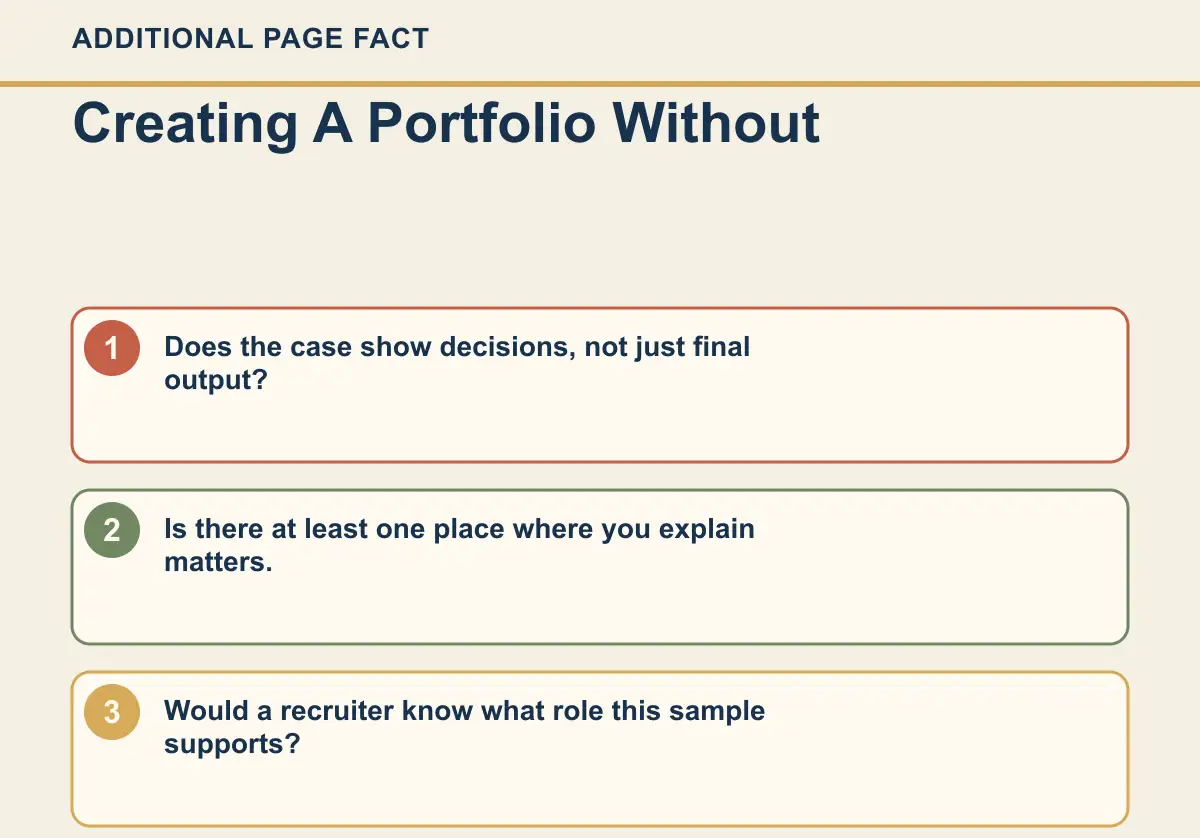 ADDITIONAL PAGE FACT
Creating A Portfolio Without
1
Does the case show decisions, not just final
output?
2
Is there at least one place where you explain
matters.
3
Would a recruiter know what role this sample
supports?